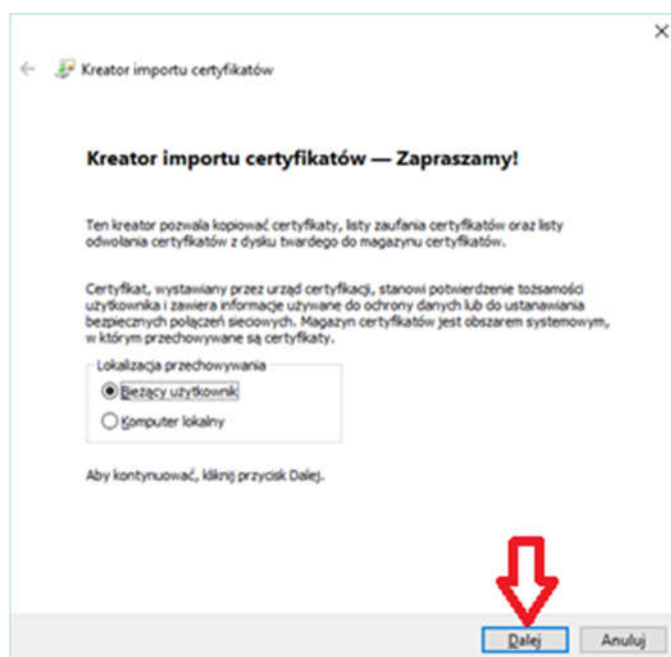 Kreator importu certyfikatów
Kreator importu certyfikatów — Zapraszamy!
Ten kreator pozwala kopiować certyfikaty, listy zaufania certyfikatów oraz listy
odwołania certyfikatów z dysku twardego do magazynu certyfikatów.
Certyfikat, wystawiany przez urząd certyfikacji, stanowi potwierdzenie tożsamości
użytkownika i zawiera informacje używane do ochrony danych lub do ustanawiania
bezpiecznych połączeń sieciowych. Magazyn certyfikatów jest obszarem systemowym,
w którym przechowywane są certyfikaty.
Lokalizacja przechowywania
Bieżący użytkownik
Komputer lokalny
Aby kontynuować, kliknij przycisk Dalej.
Dalej Anuluj